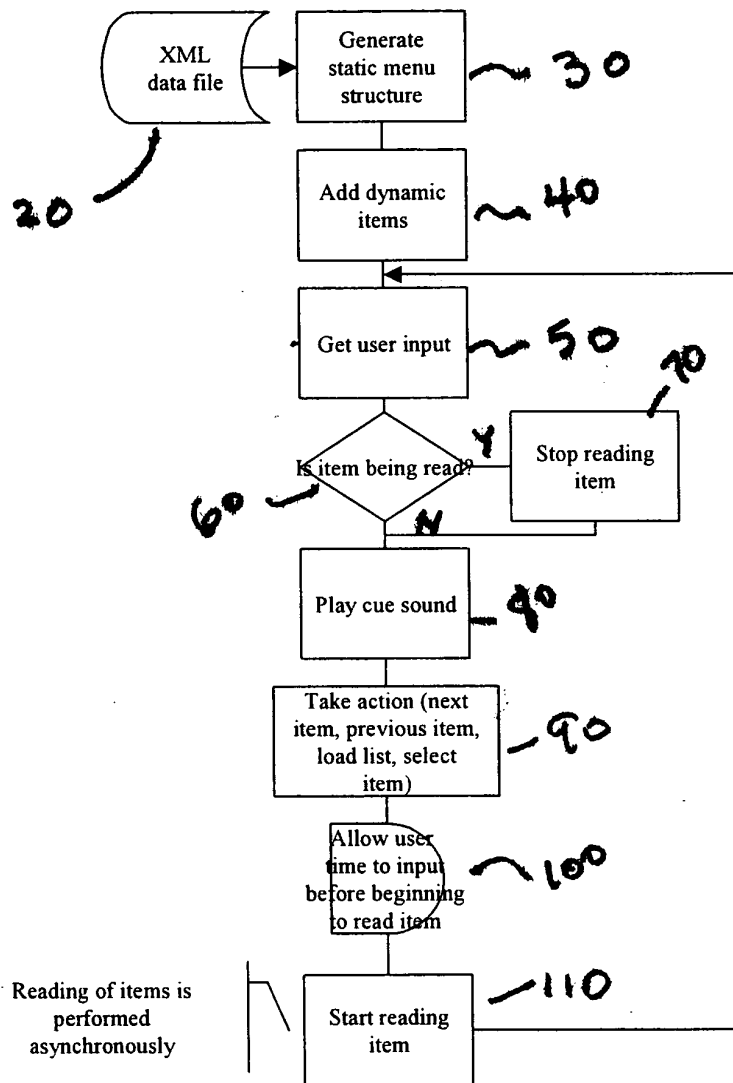 XML
data file
Generate
static menu
structure
30
20
Add dynamic
items
40
Get user input
50
70
Is item being read?
Y
Stop reading
item
60
N
Play cue sound
Take action (next
item, previous item,
load list, select
item)
90
Allow user
time to input
before beginning
to read item
100
Reading of items is
performed
asynchronously
Start reading
item
110